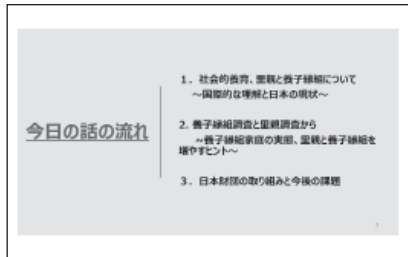 今日の話の流れ
1．社会的養育、里親と養子縁組について
～国際的な理解と日本の現状～
2. 養子縁組調査と里親調査から
～養子縁組家庭の実態、里親と養子縁組を
増やすヒント～
3．日本財団の取り組みと今後の課題